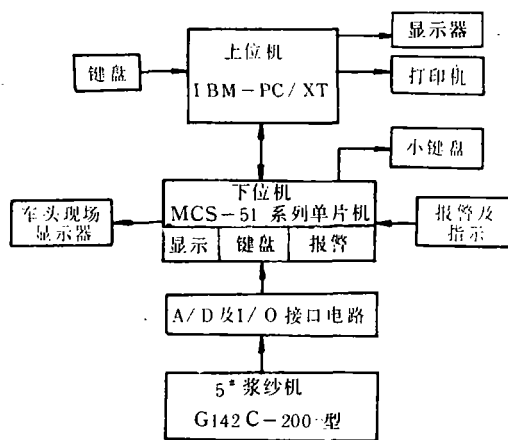 显示器
上位机
IBM-PC/XT
键盘
打印机
小键盘
下位机
MCS-51 系列单片机
显示 键盘 报警
车头现场
显示器
报警及
指示
A/D及I/O接口电路
5# 浆纱机
G142C-200型